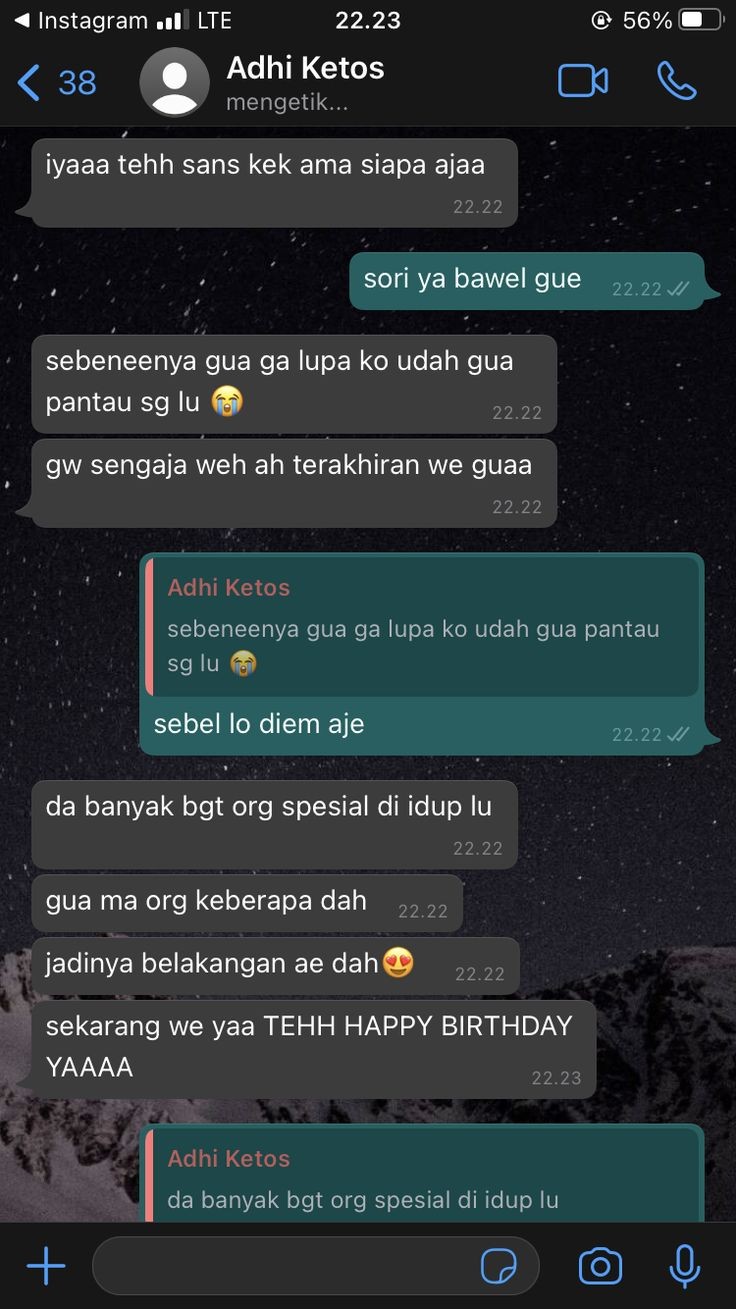 Instagram LTE 22.23 56%
38 Adhi Ketos
mengetik...
iyaaa tehh sans kek ama siapa ajaa
22.22
sori ya bawel gue 22.22
sebeneenya gua ga lupa ko udah gua
pantau sg lu 😭 22.22
gw sengaja weh ah terakhiran we guaa
22.22
Adhi Ketos
sebeneenya gua ga lupa ko udah gua pantau
sg lu 😭
sebel lo diem aje 22.22
da banyak bgt org spesial di idup lu
22.22
gua ma org keberapa dah 22.22
jadinya belakangan ae dah😍 22.22
sekarang we yaa TEHH HAPPY BIRTHDAY
YAAAA 22.23
Adhi Ketos
da banyak bgt org spesial di idup lu